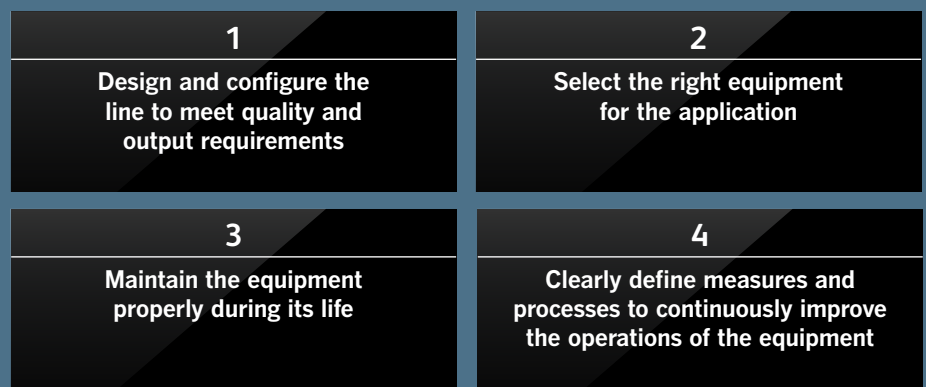 1
Design and configure the
line to meet quality and
output requirements
2
Select the right equipment
for the application
3
Maintain the equipment
properly during its life
4
Clearly define measures and
processes to continuously improve
the operations of the equipment